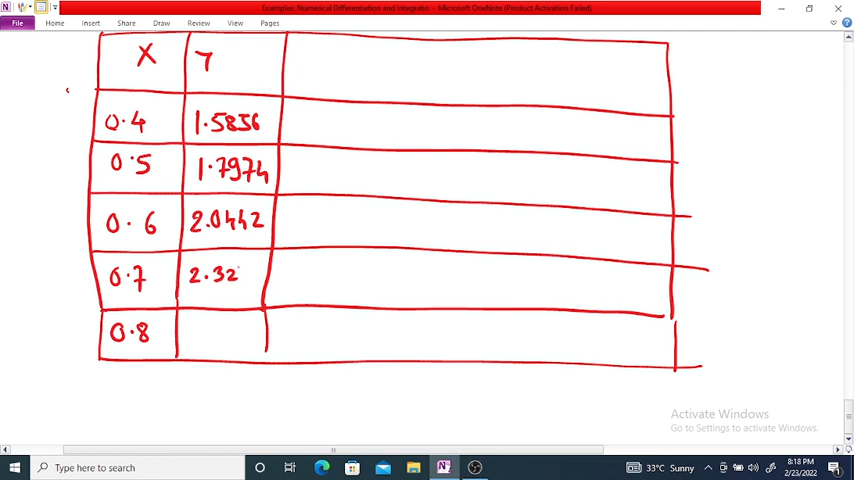 Examples: Numerical Differentiation and Integratio - Microsoft OneNote (Product Activation Failed)
File Home Insert Share Draw Review View Pages
X Y
0.4 1.5836
0.5 1.7974
0.6 2.0442
0.7 2.32
0.8
Activate Windows
Go to Settings to activate Windows.
Type here to search
33°C Sunny
8:18 PM
2/23/2022